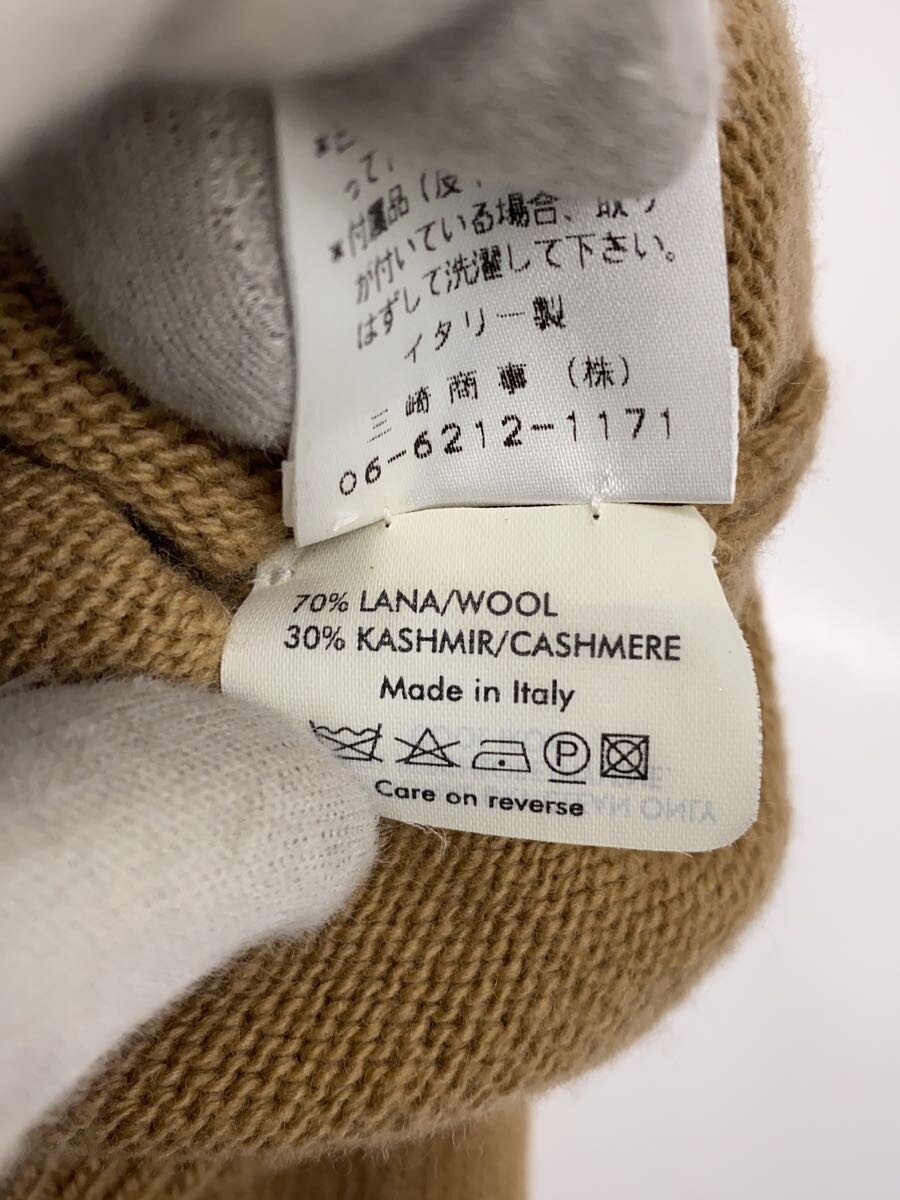 って、
*付属品(
が付いている場合、取り
はずして洗濯して下さい。
イタリー製
三崎商事(株)
06-6212-1171
70% LANA/WOOL
30% KASHMIR/CASHMERE
Made in Italy
P
Care on reverse